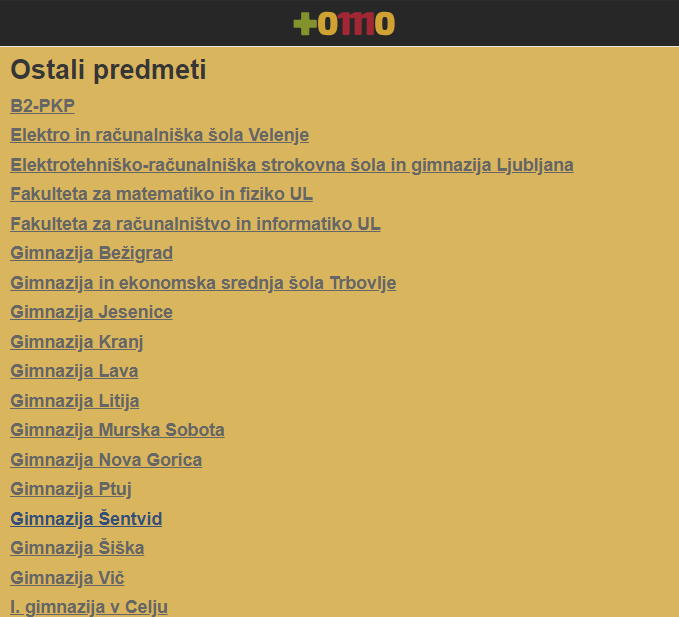 +OIIIO
Ostali predmeti
B2-PKP
Elektro in računalniška šola Velenje
Elektrotehniško-računalniška strokovna šola in gimnazija Ljubljana
Fakulteta za matematiko in fiziko UL
Fakulteta za računalništvo in informatiko UL
Gimnazija Bežigrad
Gimnazija in ekonomska srednja šola Trbovlje
Gimnazija Jesenice
Gimnazija Kranj
Gimnazija Lava
Gimnazija Litija
Gimnazija Murska Sobota
Gimnazija Nova Gorica
Gimnazija Ptuj
Gimnazija Šentvid
Gimnazija Šiška
Gimnazija Vič
I. gimnazija v Celju